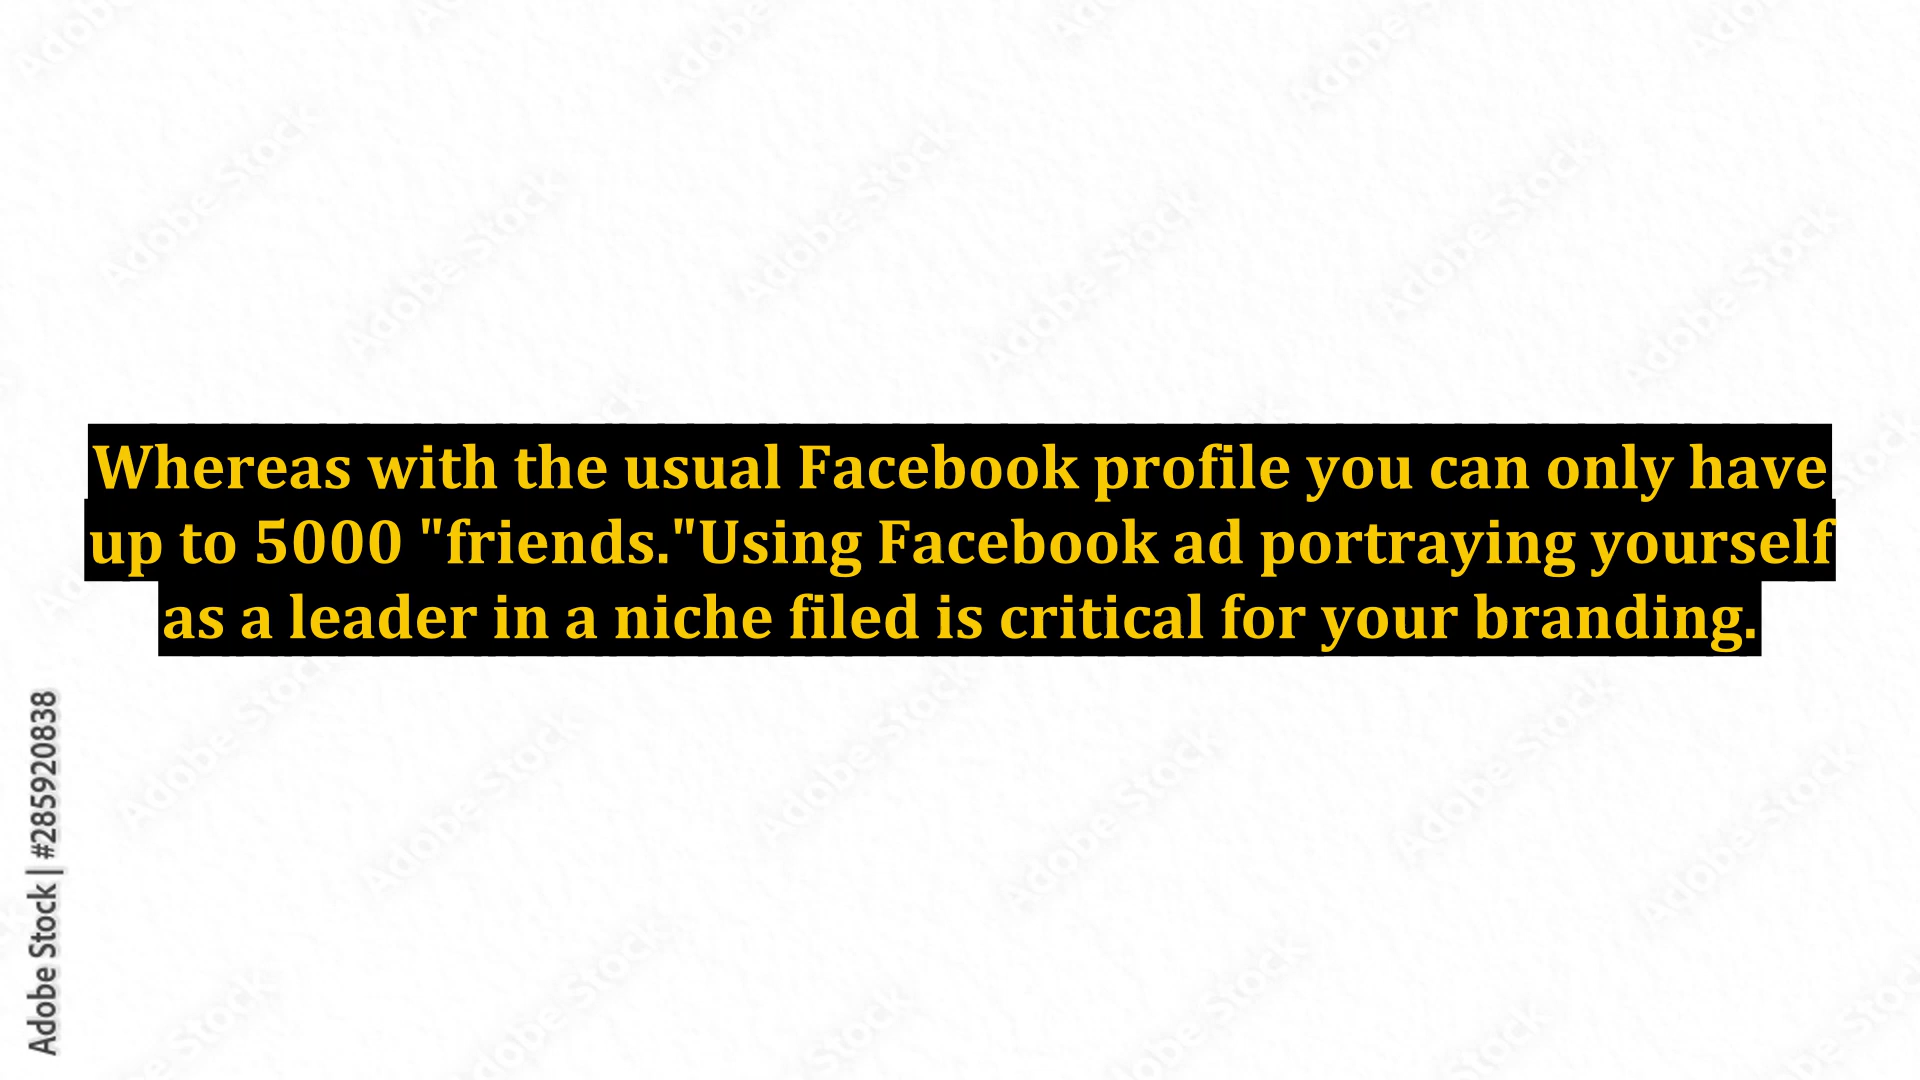 Whereas with the usual Facebook profile you can only have
up to 5000 "friends."Using Facebook ad portraying yourself
as a leader in a niche filed is critical for your branding.
Adobe Stock | #285920838